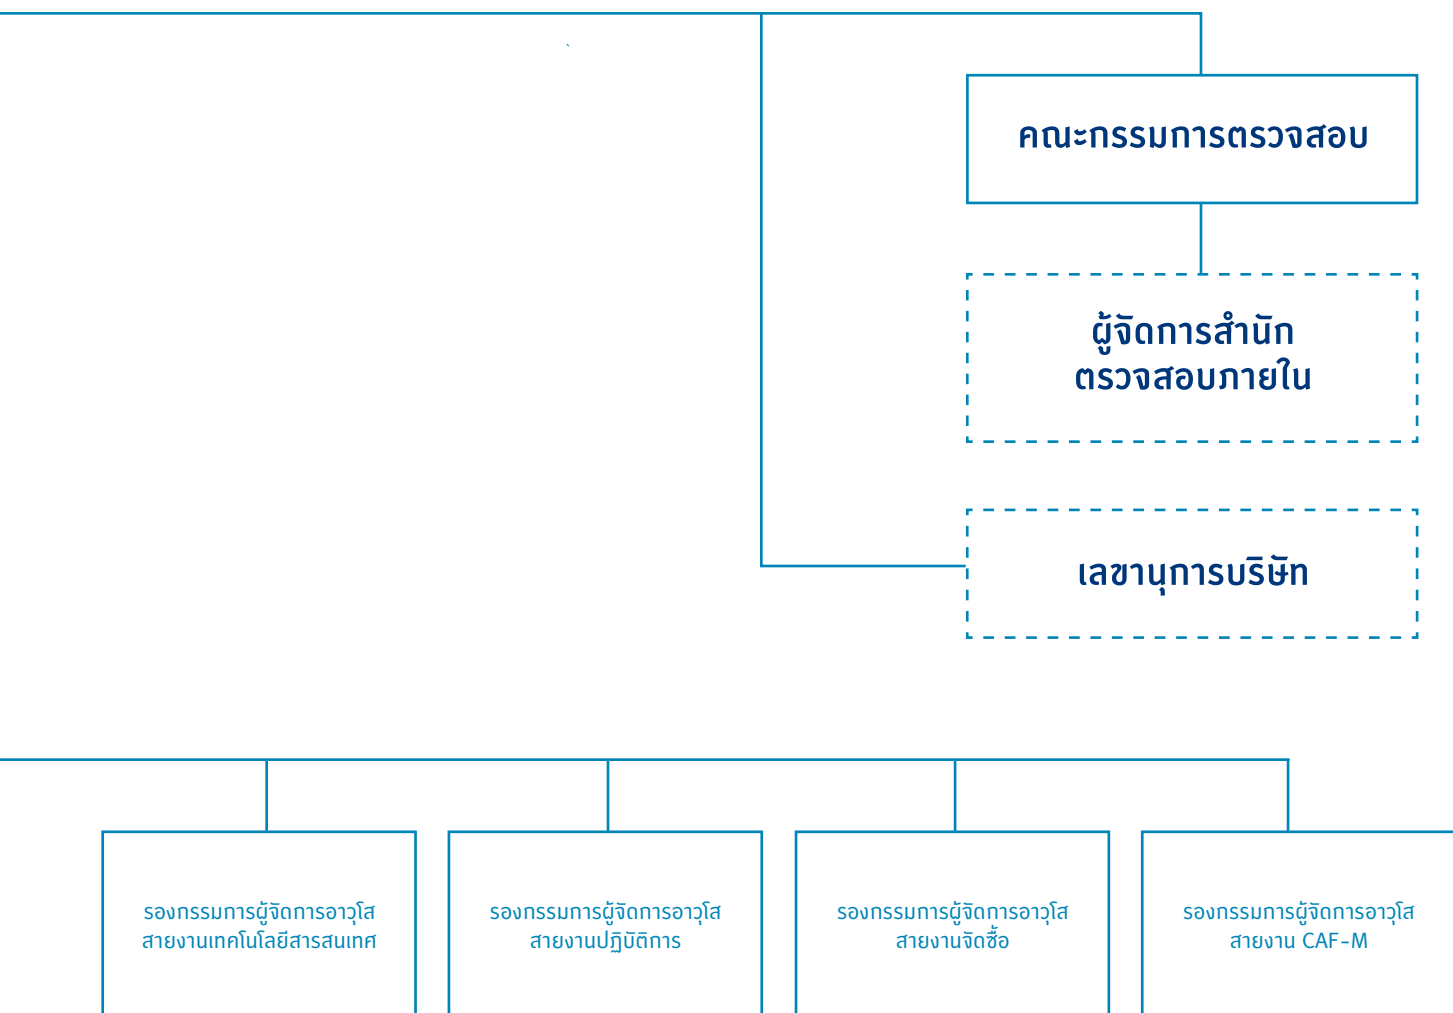 คณะกรรมการตรวจสอบ
ผู้จัดการสำนัก
ตรวจสอบภายใน
เลขานุการบริษัท
รองกรรมการผู้จัดการอาวุโส
สายงานเทคโนโลยีสารสนเทศ
รองกรรมการผู้จัดการอาวุโส
สายงานปฏิบัติการ
รองกรรมการผู้จัดการอาวุโส
สายงานจัดซื้อ
รองกรรมการผู้จัดการอาวุโส
สายงาน CAF-M